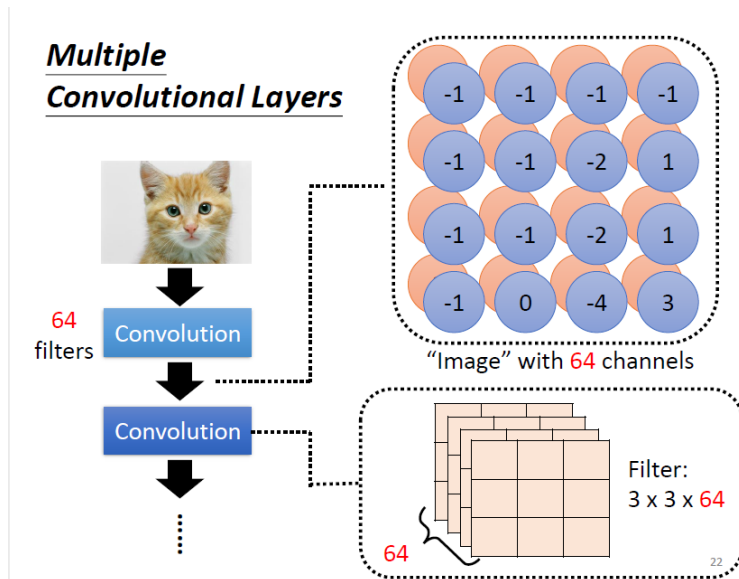 Multiple
Convolutional Layers
64
filters
Convolution
Convolution
-1 -1 -1 -1
-1 -1 -2 1
-1 -1 -2 1
-1 0 -4 3
“Image” with 64 channels
Filter:
3 x 3 x 64
64
22